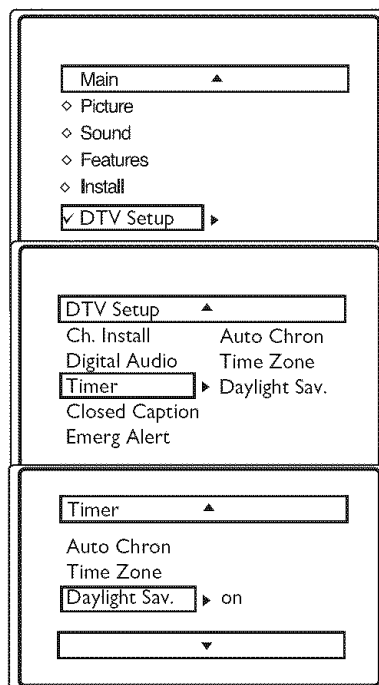 Main ▲
◇ Picture
◇ Sound
◇ Features
◇ Install
✓ DTV Setup ▶
DTV Setup ▲
Ch. Install Auto Chron
Digital Audio Time Zone
Timer ▶ Daylight Sav.
Closed Caption
Emerg Alert
Timer ▲
Auto Chron
Time Zone
Daylight Sav. ▶ on
▼